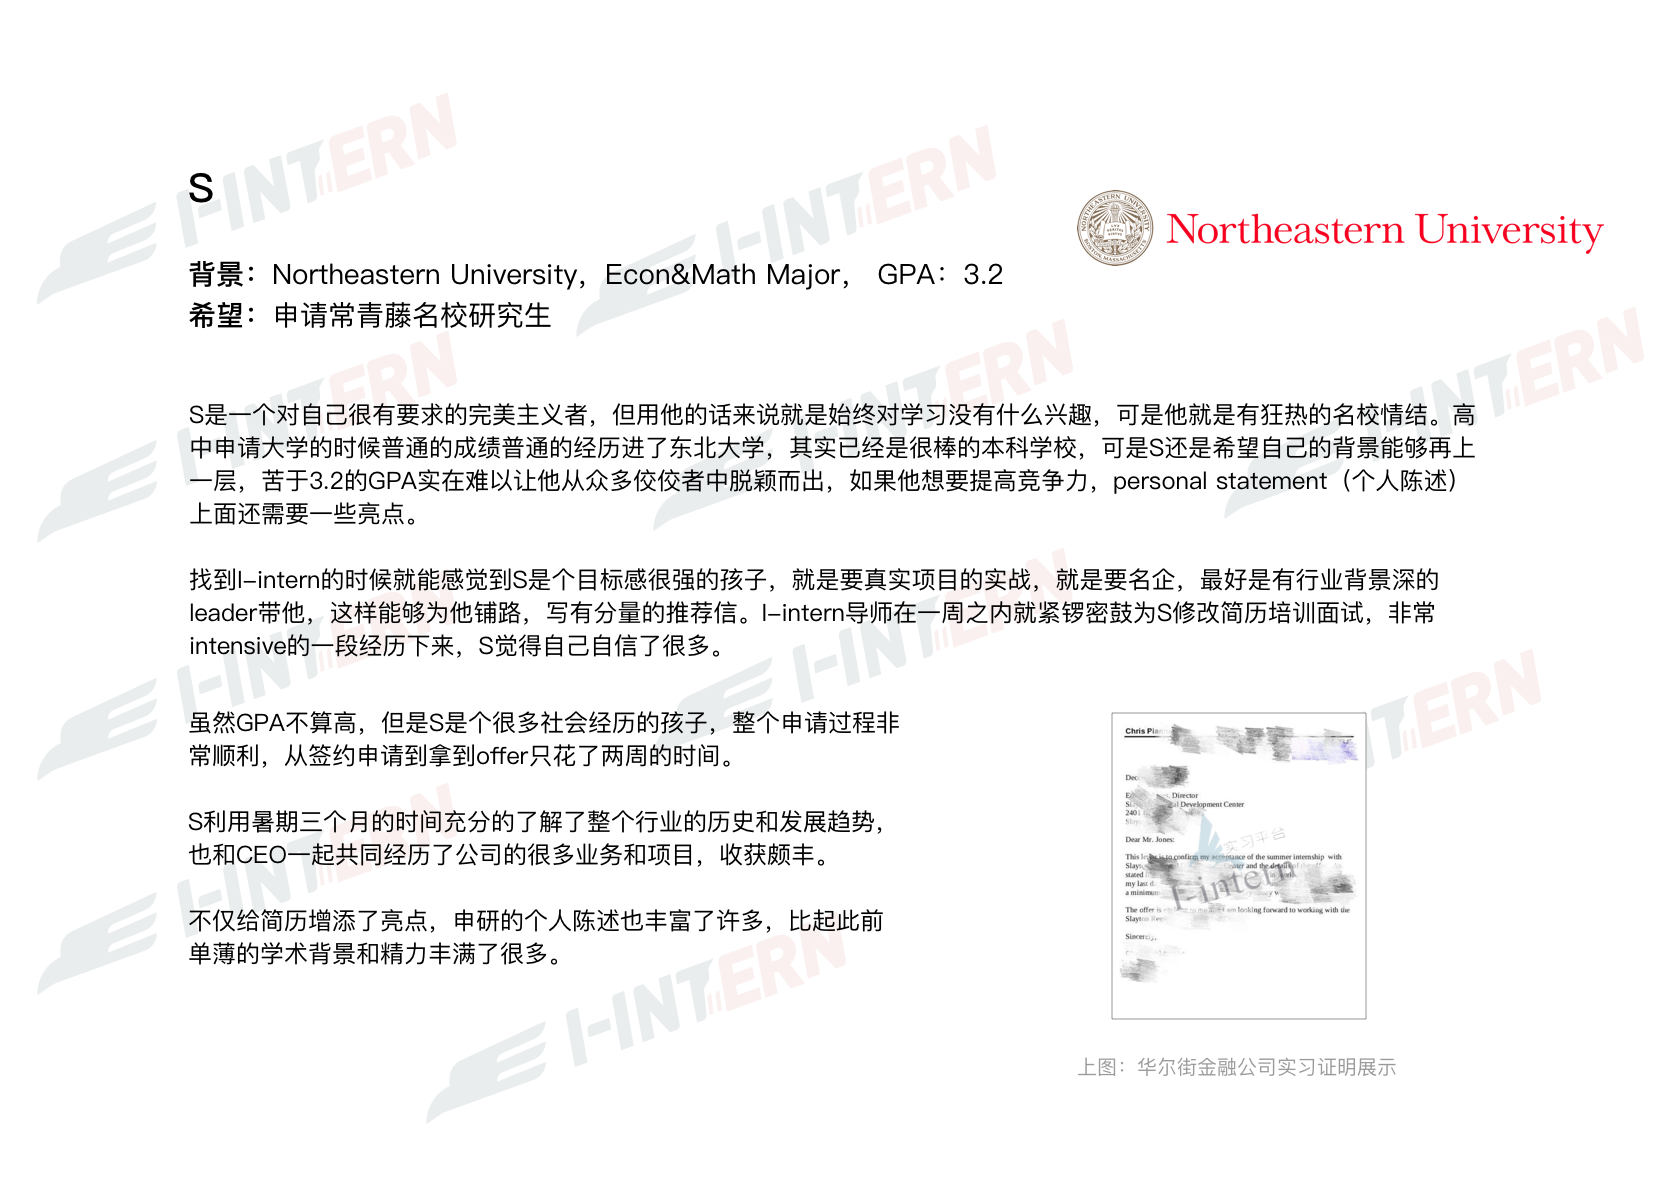 S
Northeastern University
背景：Northeastern University，Econ&Math Major， GPA：3.2
希望：申请常青藤名校研究生
S是一个对自己很有要求的完美主义者，但用他的话来说就是始终对学习没有什么兴趣，可是他就是有狂热的名校情结。高
中申请大学的时候普通的成绩普通的经历进了东北大学，其实已经是很棒的本科学校，可是S还是希望自己的背景能够再上
一层，苦于3.2的GPA实在难以让他从众多佼佼者中脱颖而出，如果他想要提高竞争力，personal statement（个人陈述）
上面还需要一些亮点。
找到I-intern的时候就能感觉到S是个目标感很强的孩子，就是要真实项目的实战，就是要名企，最好是有行业背景深的
leader带他，这样能够为他铺路，写有分量的推荐信。I-intern导师在一周之内就紧锣密鼓为S修改简历培训面试，非常
intensive的一段经历下来，S觉得自己自信了很多。
虽然GPA不算高，但是S是个很多社会经历的孩子，整个申请过程非
常顺利，从签约申请到拿到offer只花了两周的时间。
S利用暑期三个月的时间充分的了解了整个行业的历史和发展趋势，
也和CEO一起共同经历了公司的很多业务和项目，收获颇丰。
不仅给简历增添了亮点，申研的个人陈述也丰富了许多，比起此前
单薄的学术背景和精力丰满了很多。
Chris
Director
Development Center
Dear Mr. Jones:
This is to confirm my acceptance of the summer internship with
and the details of
stated
my last
a minimum
The offer is looking forward to working with the
Sincerely,
实习平台
I-intern
上图：华尔街金融公司实习证明展示
I-INTERN
I-INTERN
I-INTERN
I-INTERN
I-INTERN
I-INTERN
I-INTERN